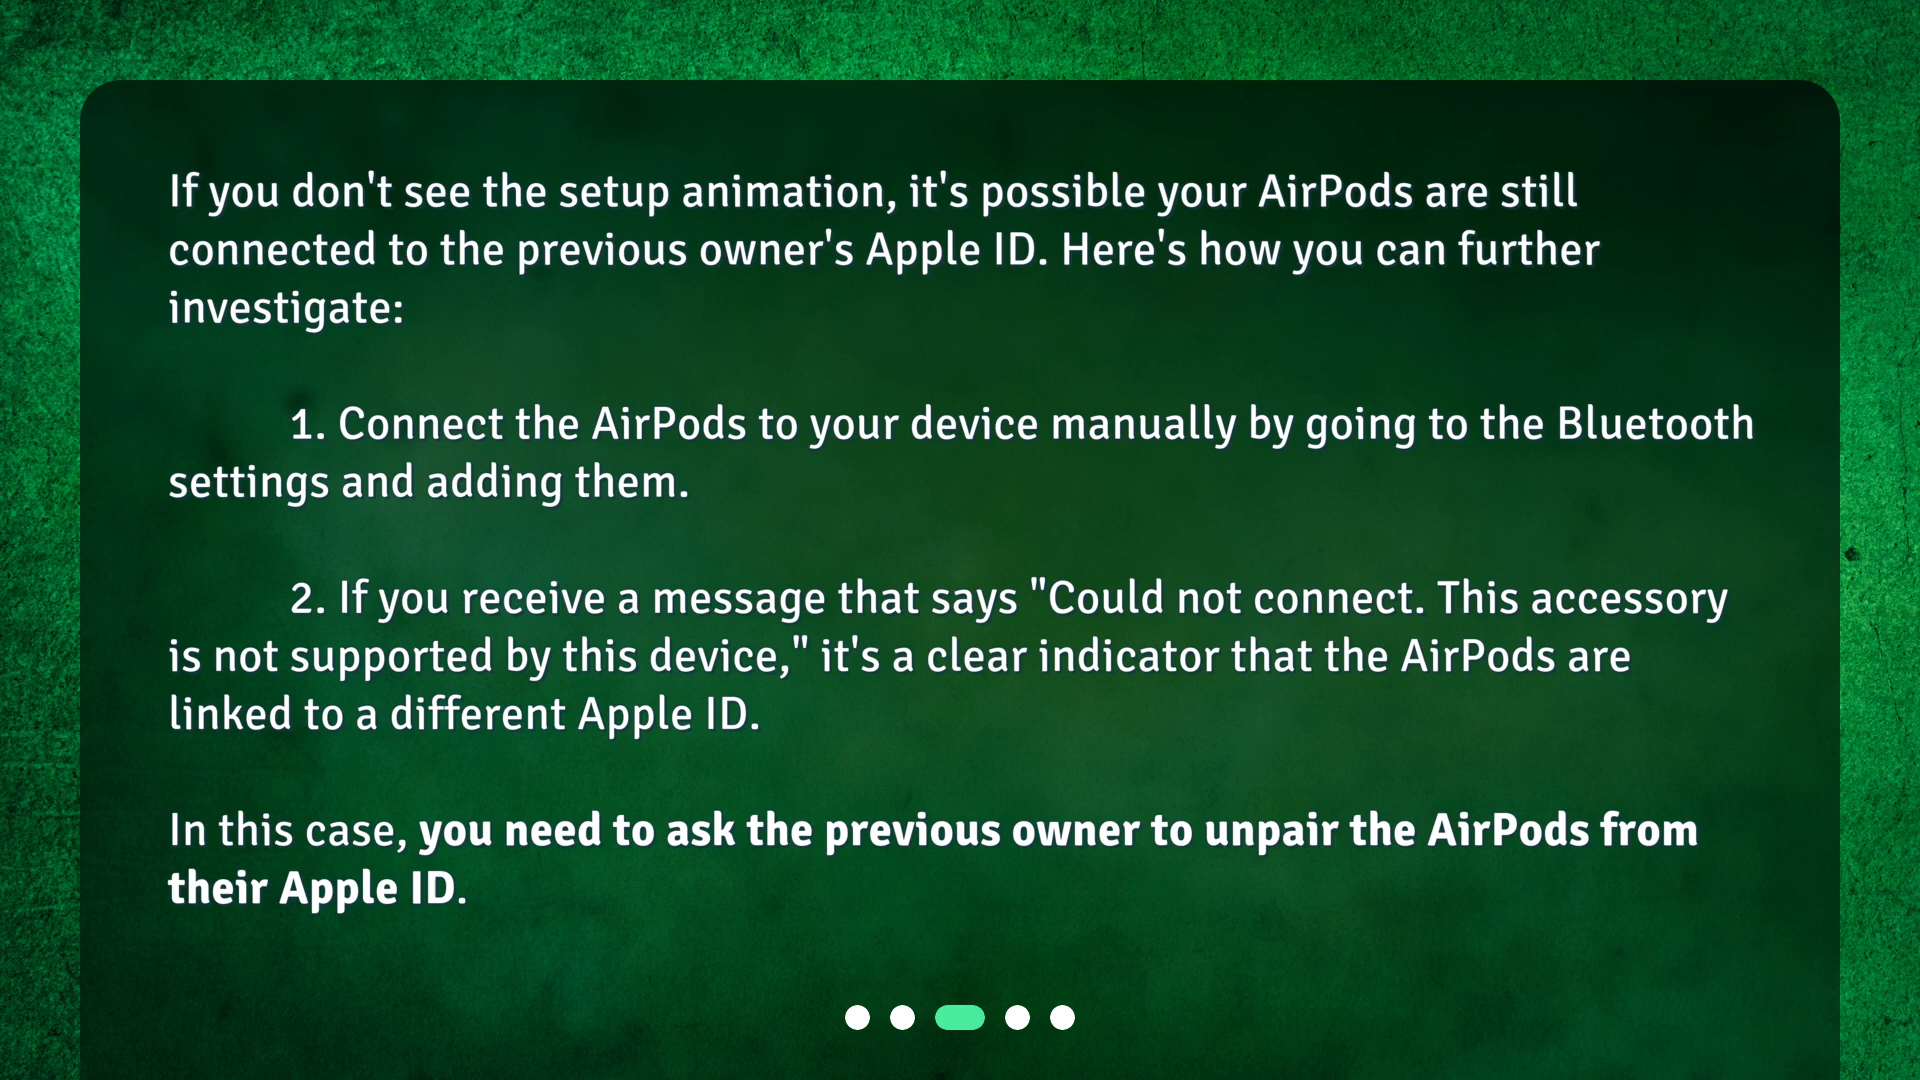 If you don't see the setup animation, it's possible your AirPods are still
connected to the previous owner's Apple ID. Here's how you can further
investigate:
1. Connect the AirPods to your device manually by going to the Bluetooth
settings and adding them.
2. If you receive a message that says "Could not connect. This accessory
is not supported by this device," it's a clear indicator that the AirPods are
linked to a different Apple ID.
In this case, you need to ask the previous owner to unpair the AirPods from
their Apple ID.